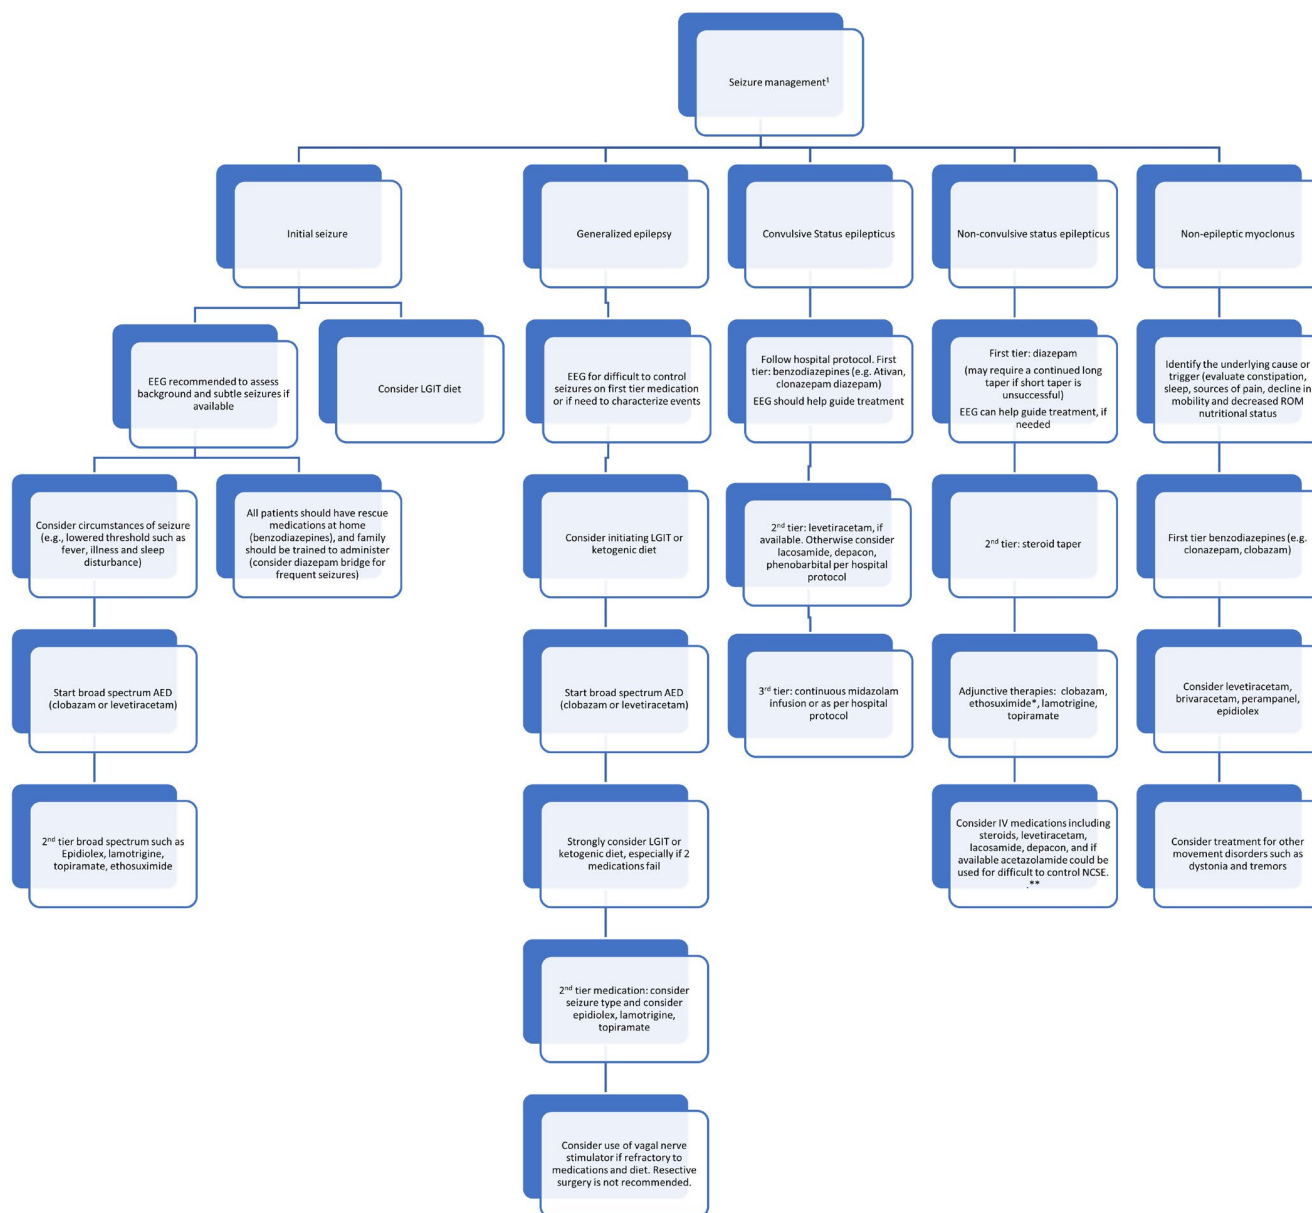 Seizure management¹
Initial seizure
Generalized epilepsy
Convulsive Status epilepticus
Non-convulsive status epilepticus
Non-epileptic myoclonus
EEG recommended to assess
background and subtle seizures if
available
Consider LGIT diet
EEG for difficult to control
seizures on first tier medication
or if need to characterize events
Follow hospital protocol. First
tier: benzodiazepines (e.g. Ativan,
clonazepam diazepam)
EEG should help guide treatment
First tier: diazepam
(may require a continued long
taper if short taper is
unsuccessful)
EEG can help guide treatment, if
needed
Identify the underlying cause or
trigger (evaluate constipation,
sleep, sources of pain, decline in
mobility and decreased ROM
nutritional status
Consider circumstances of seizure
(e.g., lowered threshold such as
fever, illness and sleep
disturbance)
All patients should have rescue
medications at home
(benzodiazepines), and family
should be trained to administer
(consider diazepam bridge for
frequent seizures)
Consider initiating LGIT or
ketogenic diet
2nd tier: levetiracetam, if
available. Otherwise consider
lacosamide, depacon,
phenobarbital per hospital
protocol
2nd tier: steroid taper
First tier benzodiazepines (e.g.
clonazepam, clobazam)
Start broad spectrum AED
(clobazam or levetiracetam)
Start broad spectrum AED
(clobazam or levetiracetam)
3rd tier: continuous midazolam
infusion or as per hospital
protocol
Adjunctive therapies: clobazam,
ethosuximide*, lamotrigine,
topiramate
Consider levetiracetam,
brivaracetam, perampanel,
epidiolex
2nd tier broad spectrum such as
Epidiolex, lamotrigine,
topiramate, ethosuximide
Strongly consider LGIT or
ketogenic diet, especially if 2
medications fail
Consider IV medications including
steroids, levetiracetam,
lacosamide, depacon, and if
available acetazolamide could be
used for difficult to control NCSE.
.**
Consider treatment for other
movement disorders such as
dystonia and tremors
2nd tier medication: consider
seizure type and consider
epidiolex, lamotrigine,
topiramate
Consider use of vagal nerve
stimulator if refractory to
medications and diet. Resective
surgery is not recommended.